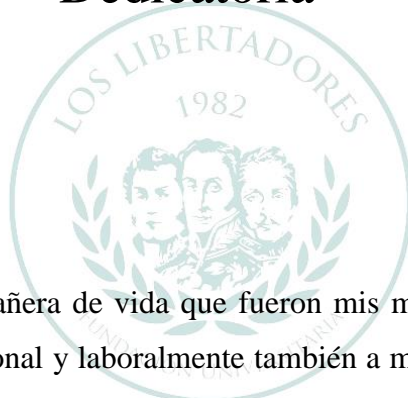 Dedicatoria
LOS LIBERTADORES
1982
añera de vida que fueron mis m
onal y laboralmente también a m